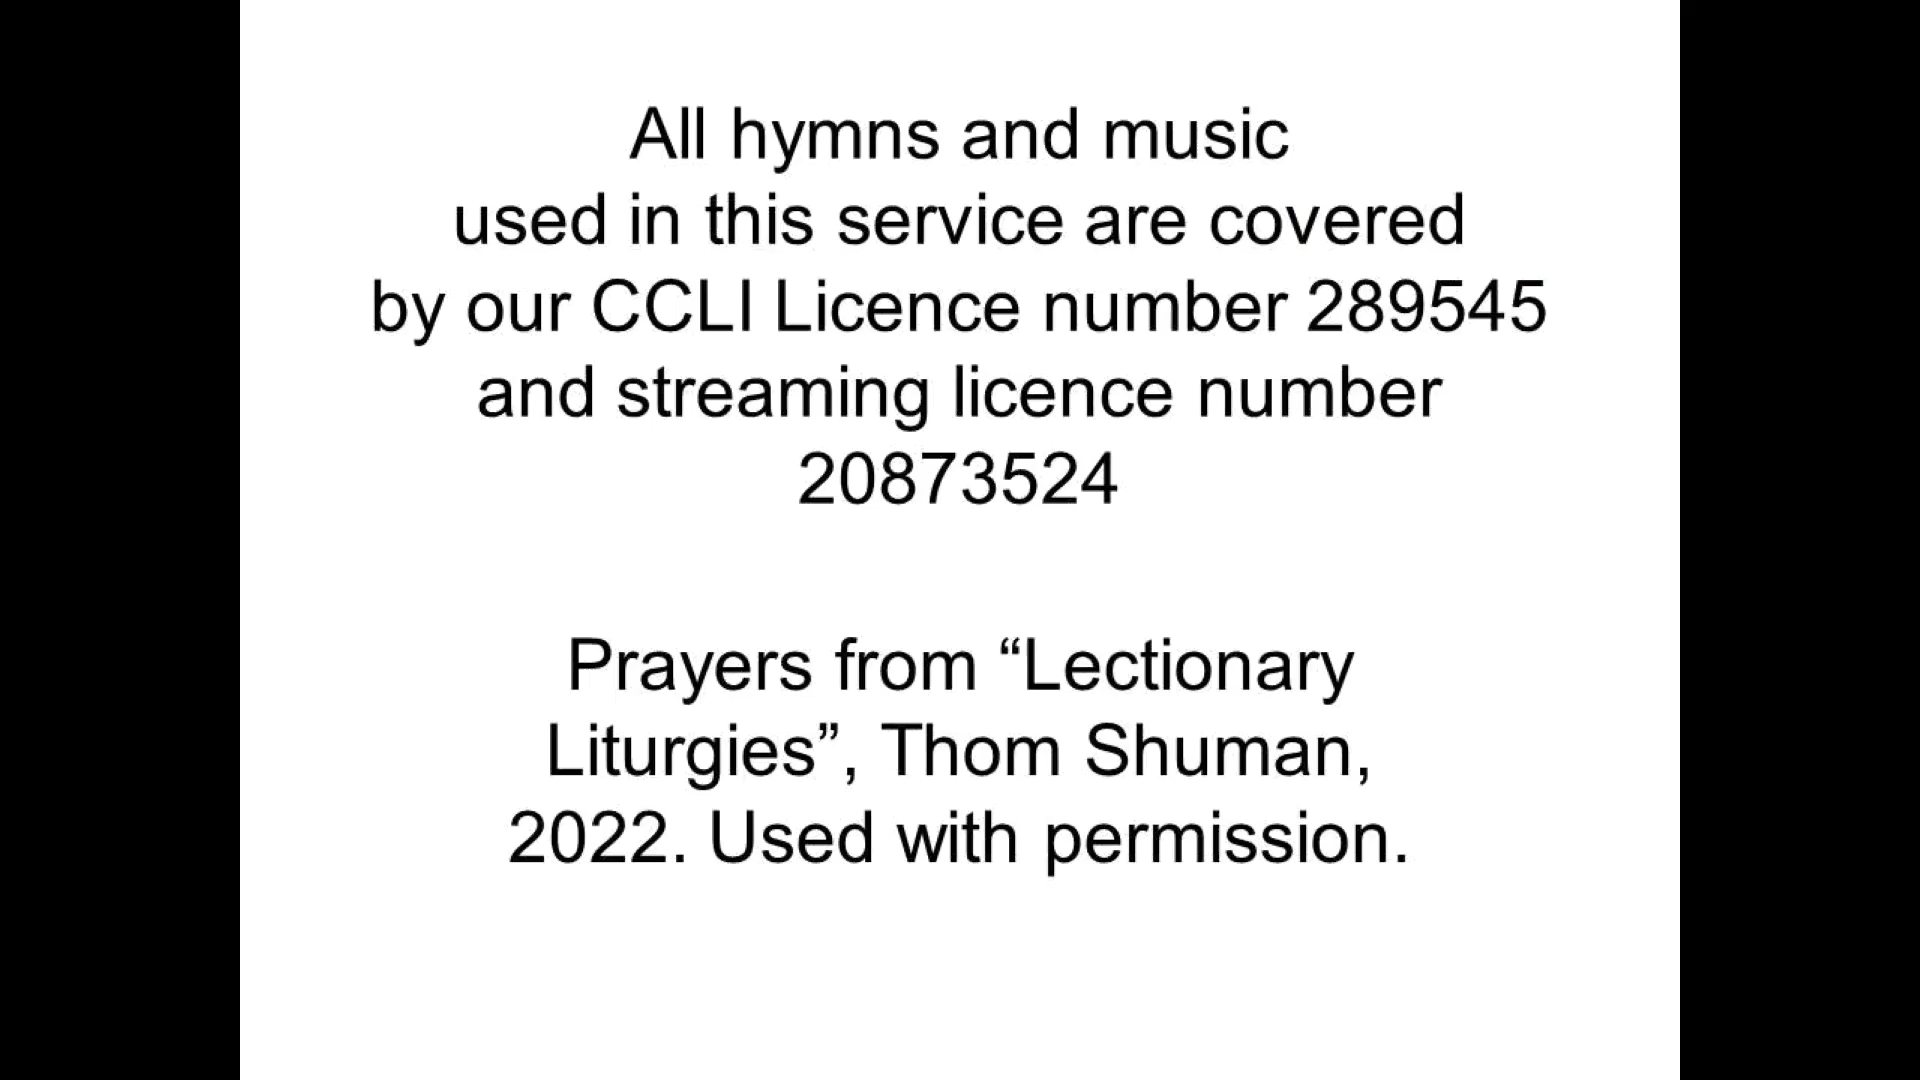 All hymns and music
used in this service are covered
by our CCLI Licence number 289545
and streaming licence number
20873524
Prayers from “Lectionary
Liturgies”, Thom Shuman,
2022. Used with permission.